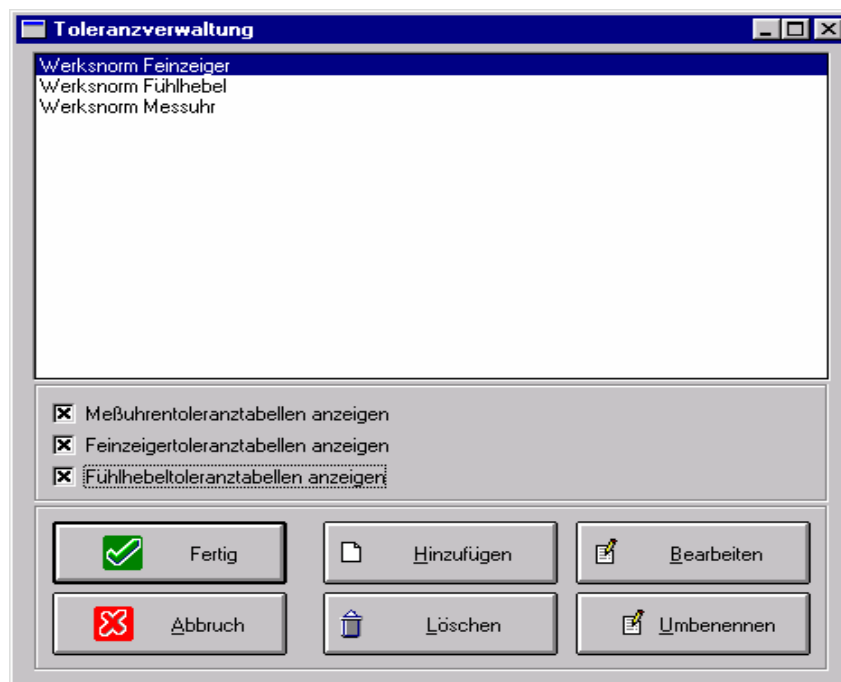 Toleranzverwaltung
Werksnorm Feinzeiger
Werksnorm Fühlhebel
Werksnorm Messuhr
Meßuhrentoleranztabellen anzeigen
Feinzeigertoleranztabellen anzeigen
Fühlhebeltoleranztabellen anzeigen
Fertig
Hinzufügen
Bearbeiten
Abbruch
Löschen
Umbenennen